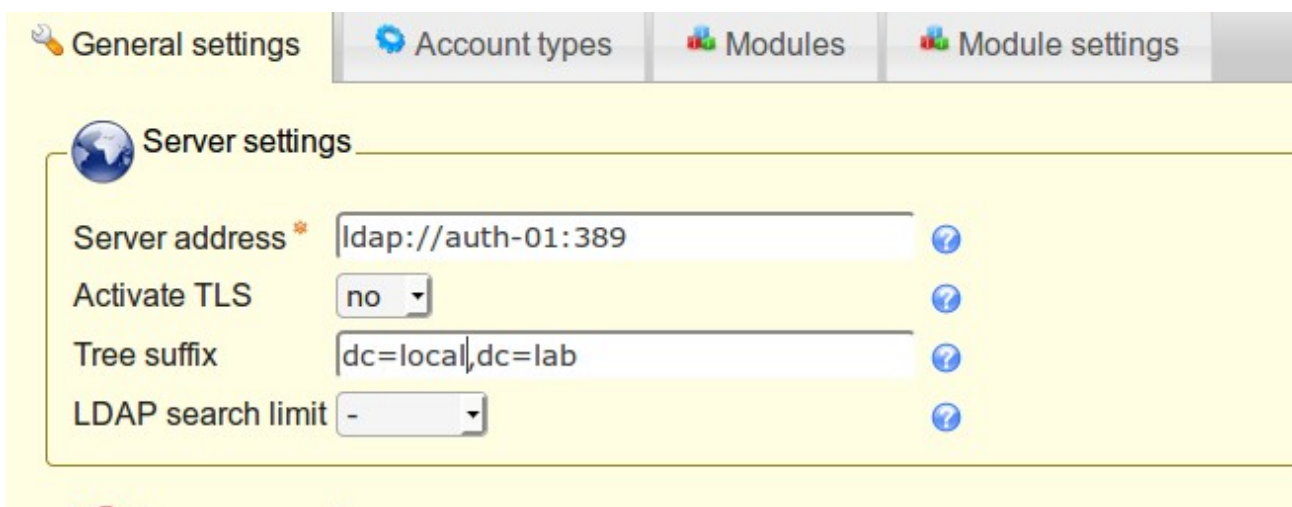 General settings Account types Modules Module settings
Server settings
Server address * ldap://auth-01:389
Activate TLS no
Tree suffix dc=local,dc=lab
LDAP search limit -